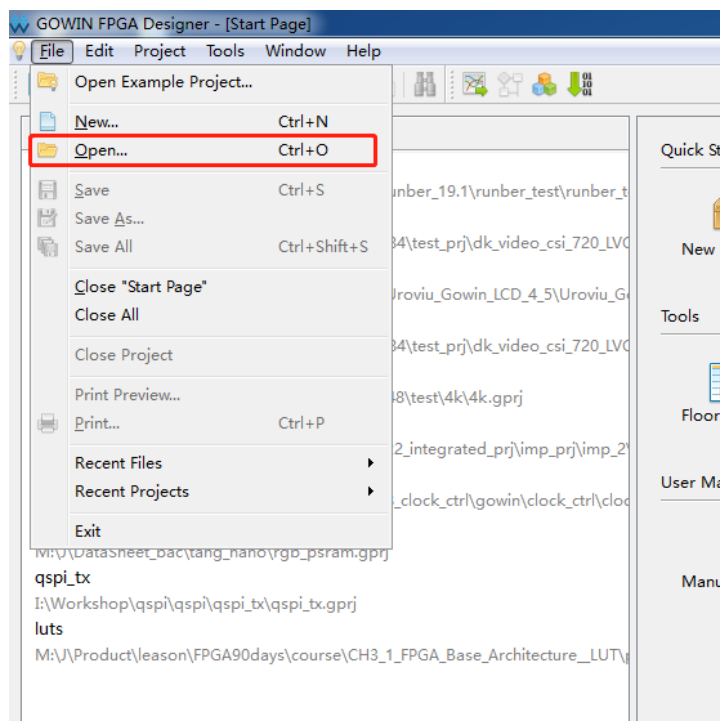 GOWIN FPGA Designer - [Start Page]
File Edit Project Tools Window Help
Open Example Project...
New... Ctrl+N
Open... Ctrl+O
Quick St
Save Ctrl+S
unber_19.1\runber_test\runber_t
Save As...
Save All Ctrl+Shift+S
34\test_prj\dk_video_csi_720_LVC
New
Close "Start Page"
Uroviu_Gowin_LCD_4_5\Uroviu_G
Close All
Tools
Close Project
34\test_prj\dk_video_csi_720_LVC
Print Preview...
48\test\4k\4k.gprj
Floor
Print... Ctrl+P
2_integrated_prj\imp_prj\imp_2\
Recent Files
User Ma
Recent Projects
_clock_ctrl\gowin\clock_ctrl\cloc
Exit
M:\J\DataSheet_bac\tang_nano\rgb_psram.gprj
qspi_tx
Manu
I:\Workshop\qspi\qspi\qspi_tx\qspi_tx.gprj
luts
M:\J\Product\leason\FPGA90days\course\CH3_1_FPGA_Base_Architecture__LUT\